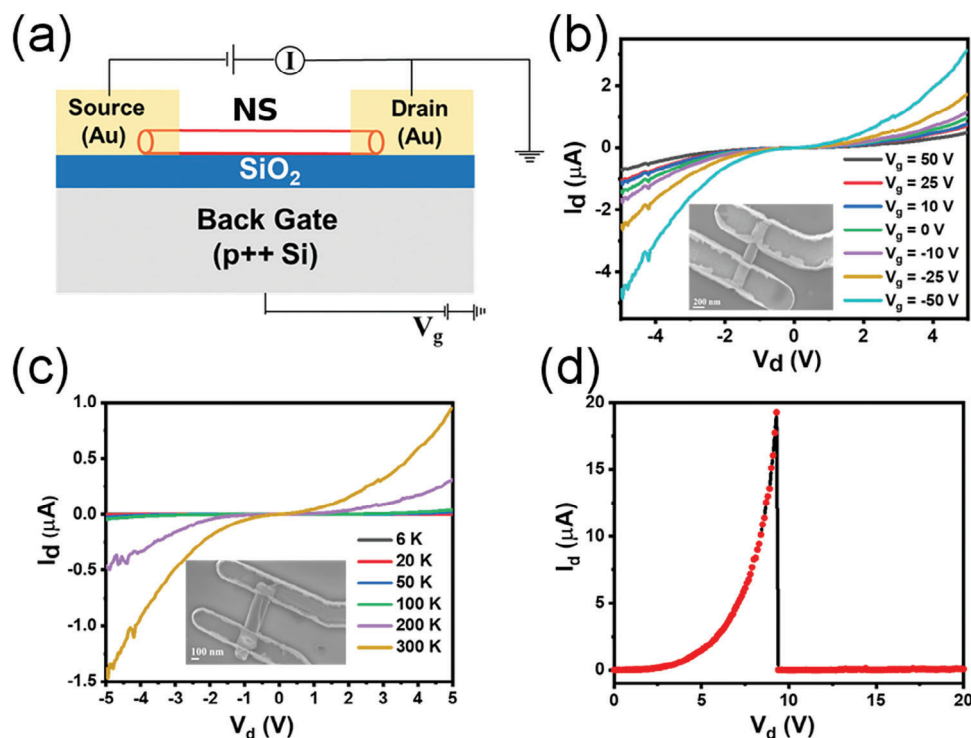 (a)
I
Source
(Au)
NS
Drain
(Au)
SiO2
Back Gate
(p++ Si)
Vg
(b)
Id (μA)
2
0
-2
-4
-4
-2
0
2
4
Vd (V)
Vg = 50 V
Vg = 25 V
Vg = 10 V
Vg = 0 V
Vg = -10 V
Vg = -25 V
Vg = -50 V
200 nm
(c)
Id (μA)
1.0
0.5
0.0
-0.5
-1.0
-1.5
-5 -4 -3 -2 -1 0 1 2 3 4 5
Vd (V)
6 K
20 K
50 K
100 K
200 K
300 K
100 nm
(d)
Id (μA)
20
15
10
5
0
0 5 10 15 20
Vd (V)